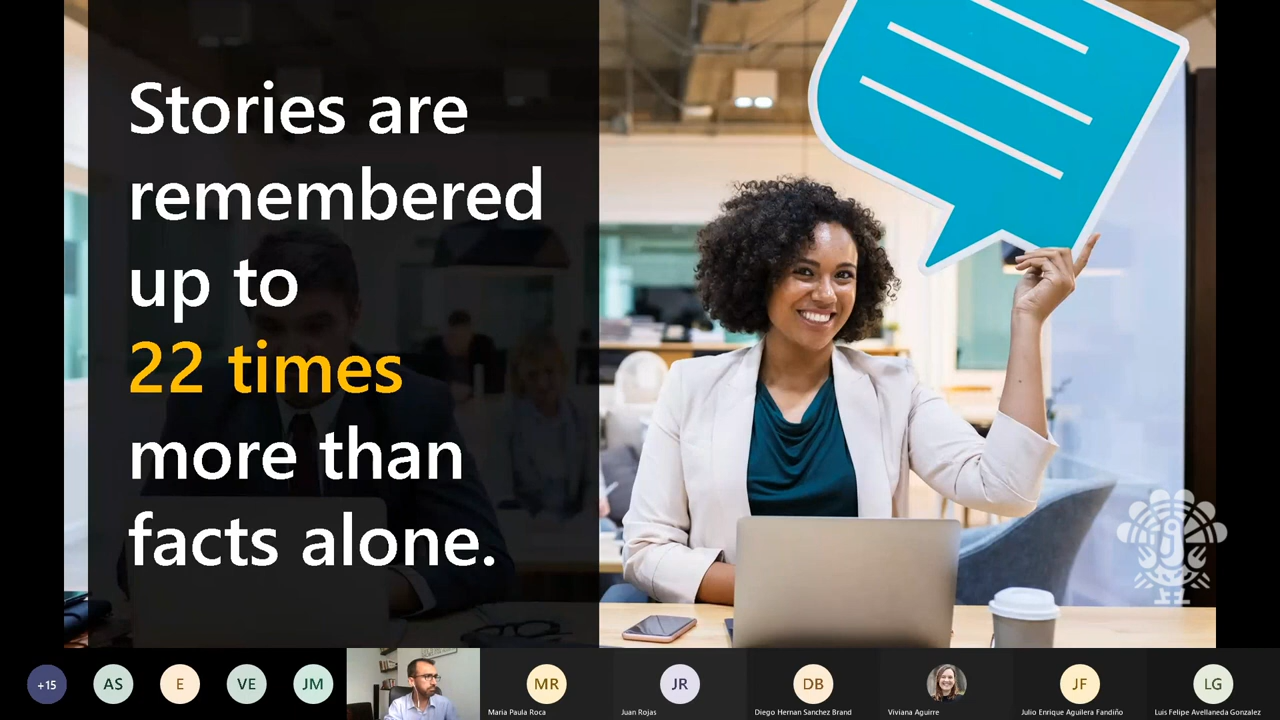 Stories are
remembered
up to
22 times
more than
facts alone.
+15
AS
E
VE
JM
MR
JR
DB
JF
LG
Maria Paula Roca
Juan Rojas
Diego Hernan Sanchez Brand
Viviana Aguirre
Julio Enrique Aguilera Fandiño
Luis Felipe Avellaneda Gonzalez